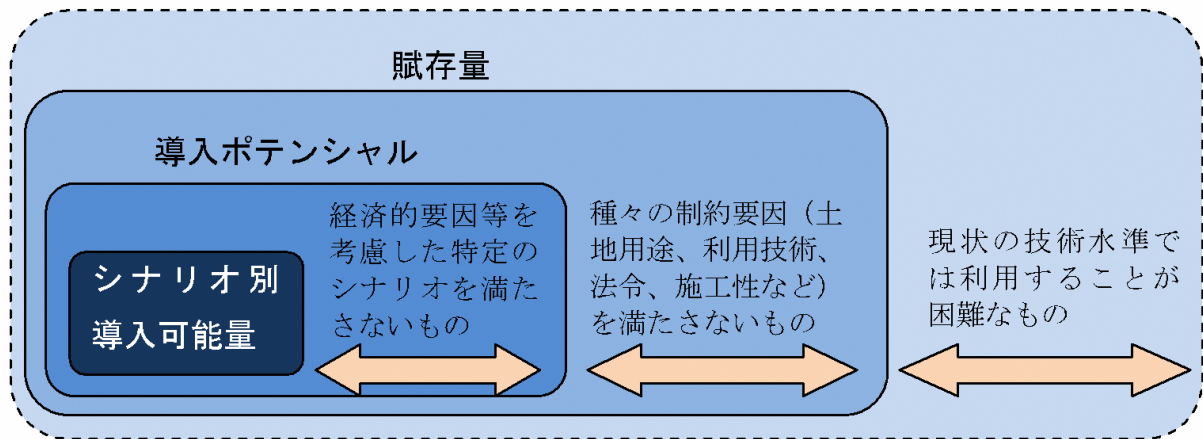 賦存量
導入ポテンシャル
経済的要因等を
考慮した特定の
シナリオを満た
さないもの
種々の制約要因（土
地用途、利用技術、
法令、施工性など）
を満たさないもの
現状の技術水準で
は利用することが
困難なもの
シナリオ別
導入可能量